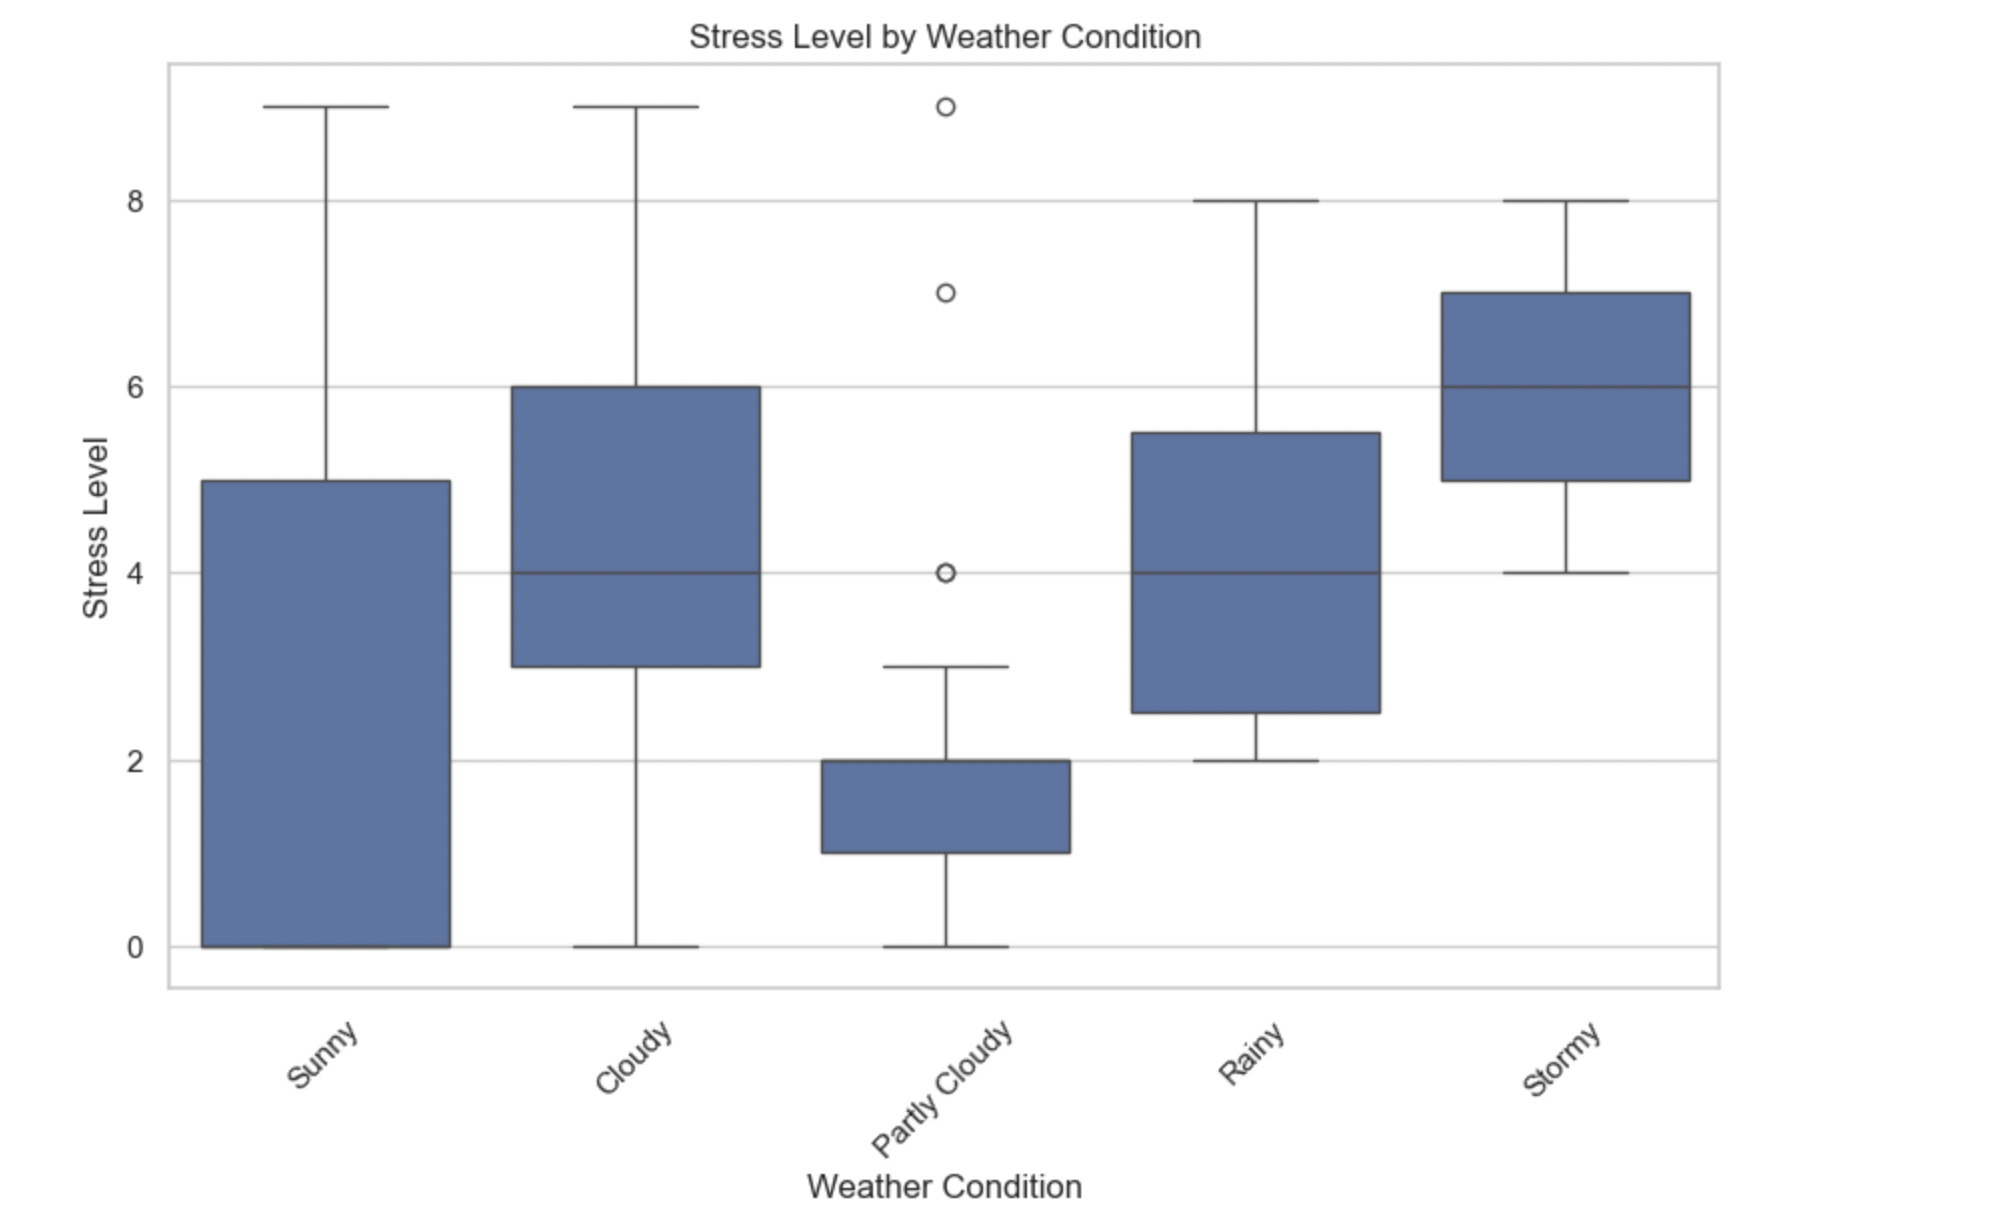 Stress Level by Weather Condition
Stress Level
8
6
4
2
0
Sunny
Cloudy
Partly Cloudy
Rainy
Stormy
Weather Condition